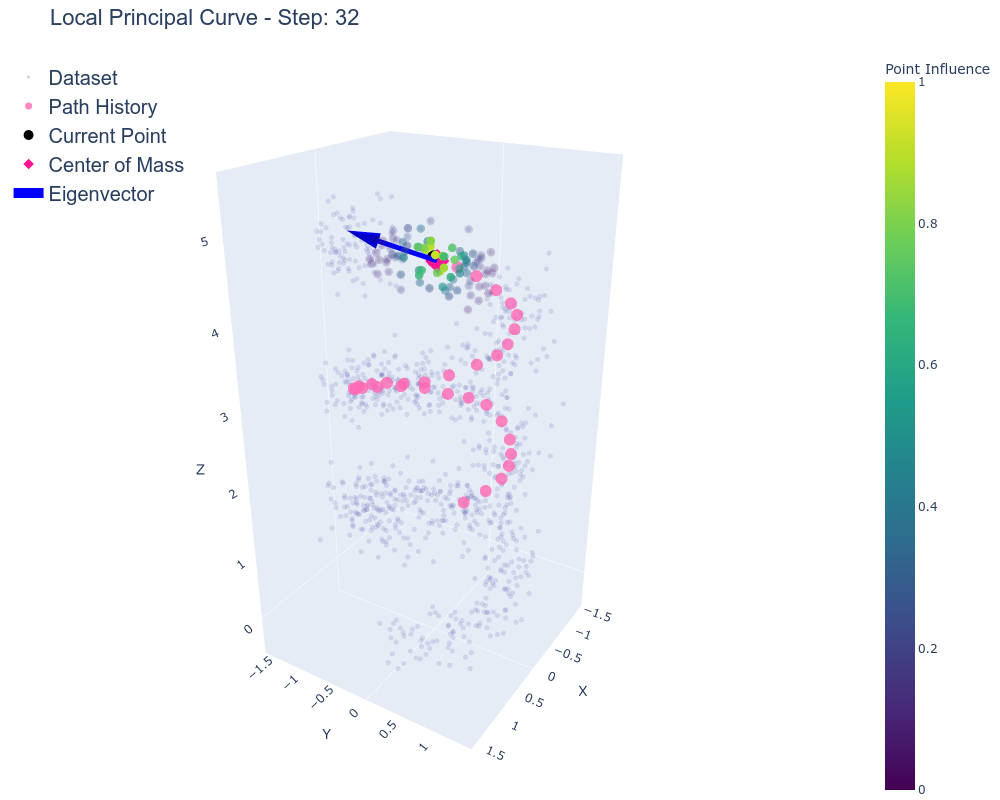 Local Principal Curve - Step: 32
Dataset
Path History
Current Point
Center of Mass
Eigenvector
Point Influence
1
0.8
0.6
0.4
0.2
0
5
4
3
Z
2
1
0
−1.5
−1
−0.5
0
0.5
1
Y
−1.5
−1
−0.5
0
X
0.5
1
1.5